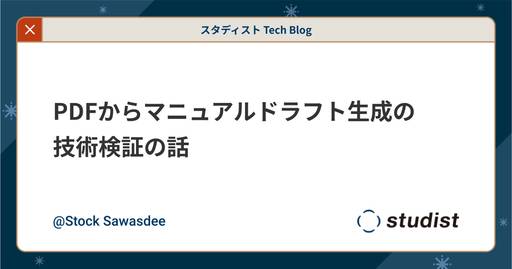 スタディスト Tech Blog
PDFからマニュアルドラフト生成の
技術検証の話
@Stock Sawasdee
studist